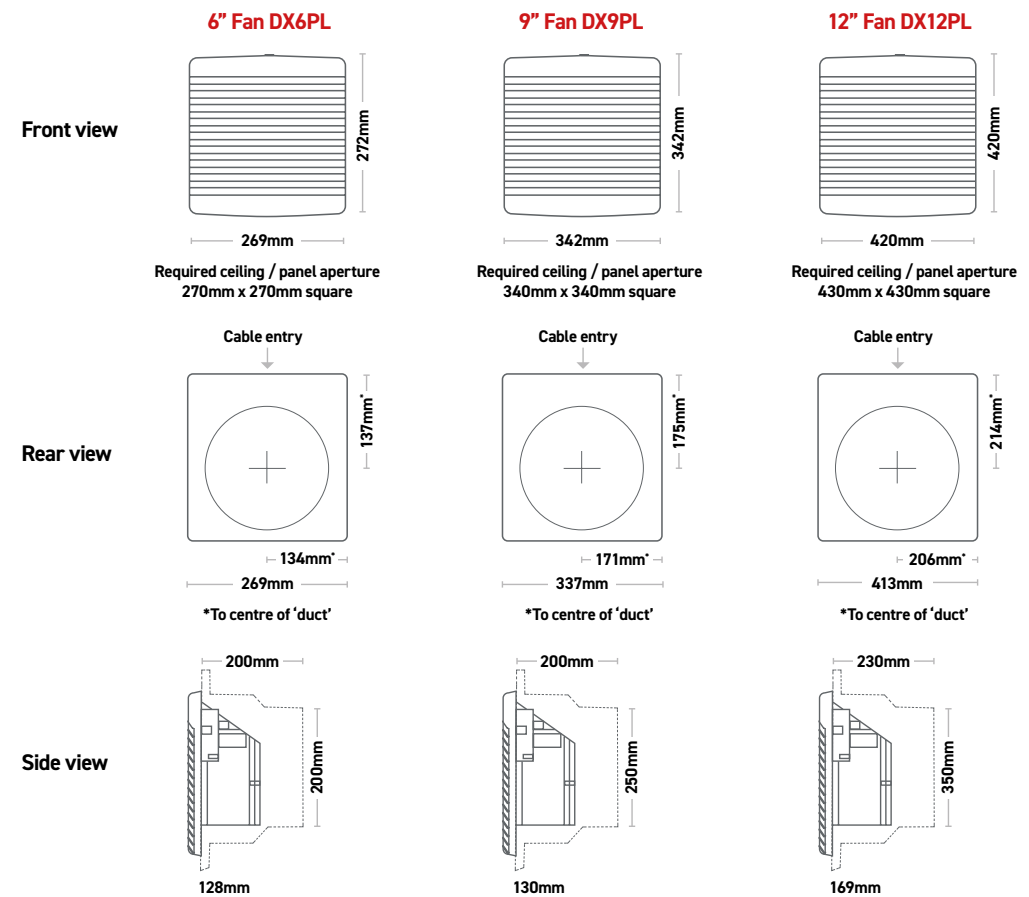 6” Fan DX6PL
9” Fan DX9PL
12” Fan DX12PL
Front view
272mm
342mm
420mm
269mm
342mm
420mm
Required ceiling / panel aperture
270mm x 270mm square
Required ceiling / panel aperture
340mm x 340mm square
Required ceiling / panel aperture
430mm x 430mm square
Cable entry
Cable entry
Cable entry
Rear view
137mm*
175mm*
214mm*
134mm*
171mm*
206mm*
269mm
337mm
413mm
*To centre of ‘duct’
*To centre of ‘duct’
*To centre of ‘duct’
200mm
200mm
230mm
Side view
200mm
250mm
350mm
128mm
130mm
169mm